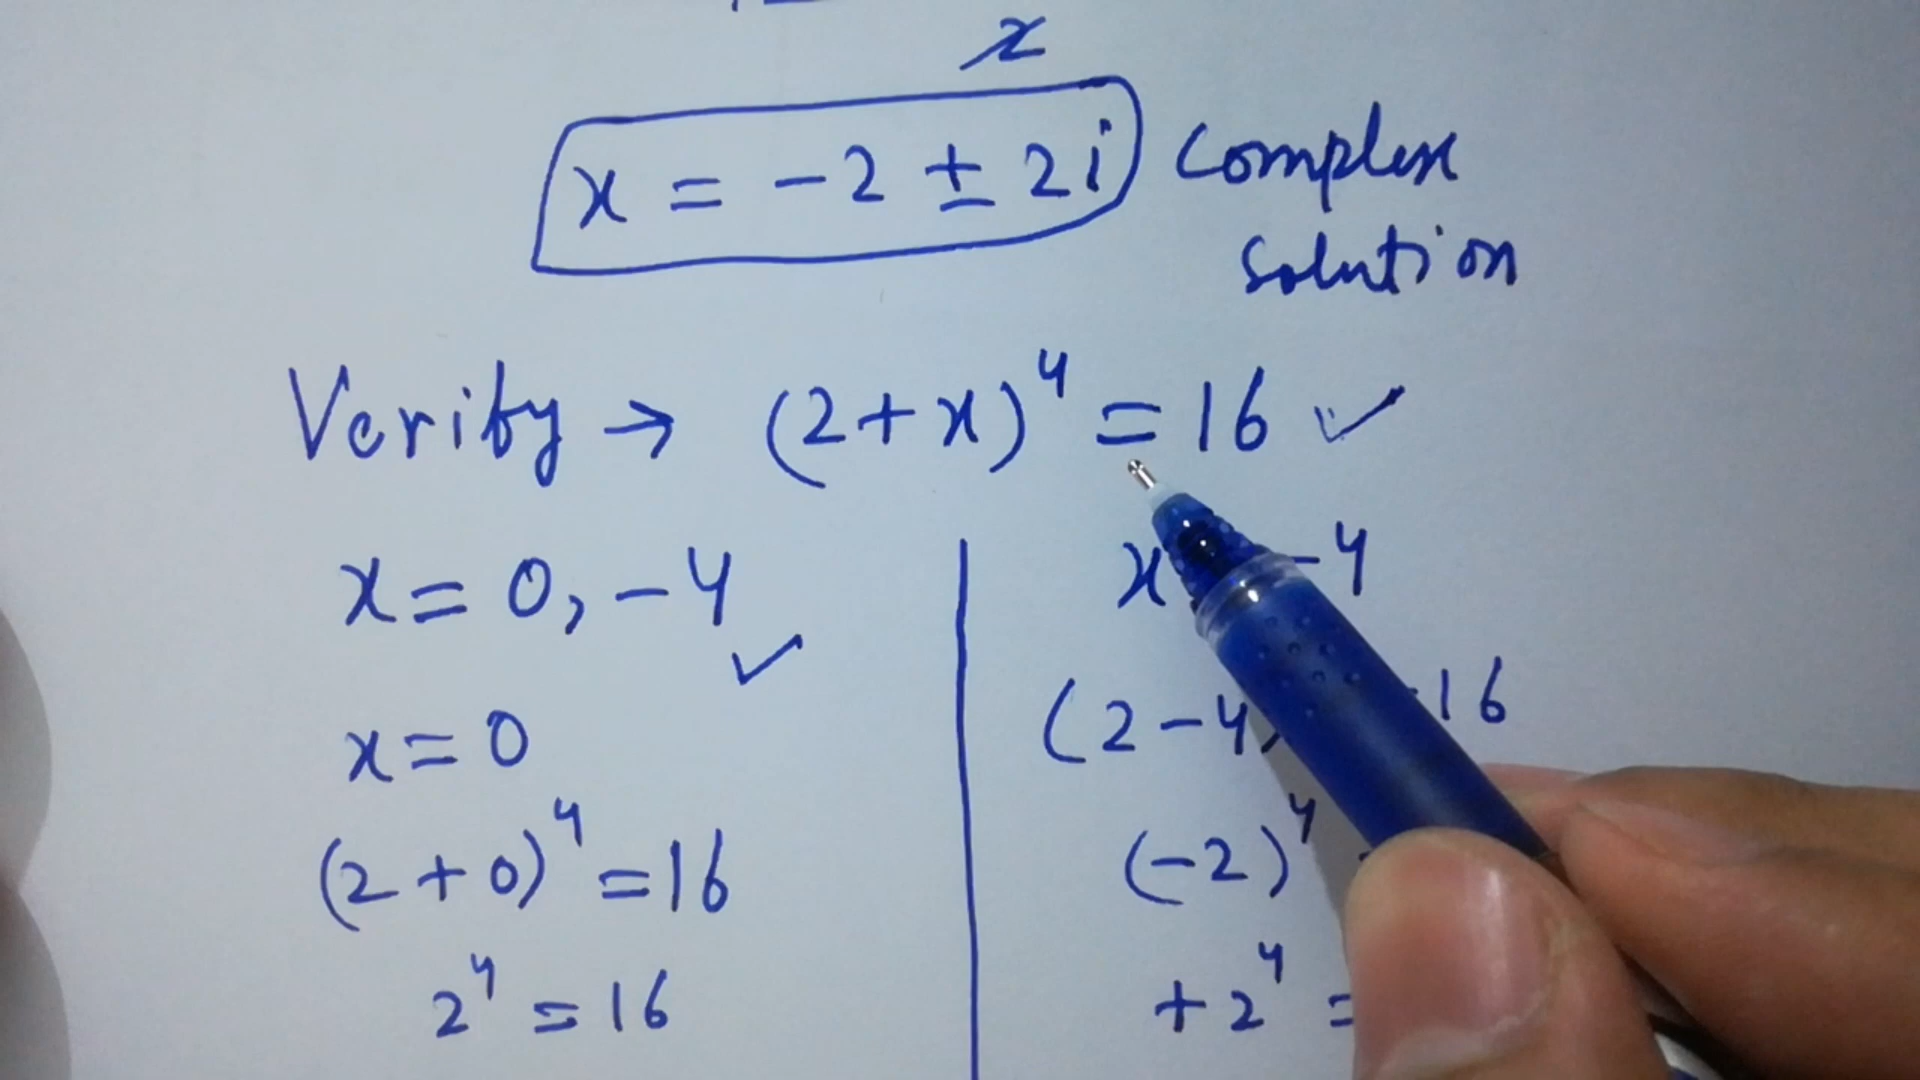 x
x = -2 ± 2i Complex
Solution
Verify → (2+x)⁴ = 16 ✓
x = 0, -4 ✓
x = 0
(2+0)⁴ = 16
2⁴ = 16
x -4
(2-4) 16
(-2)⁴
+2⁴ =